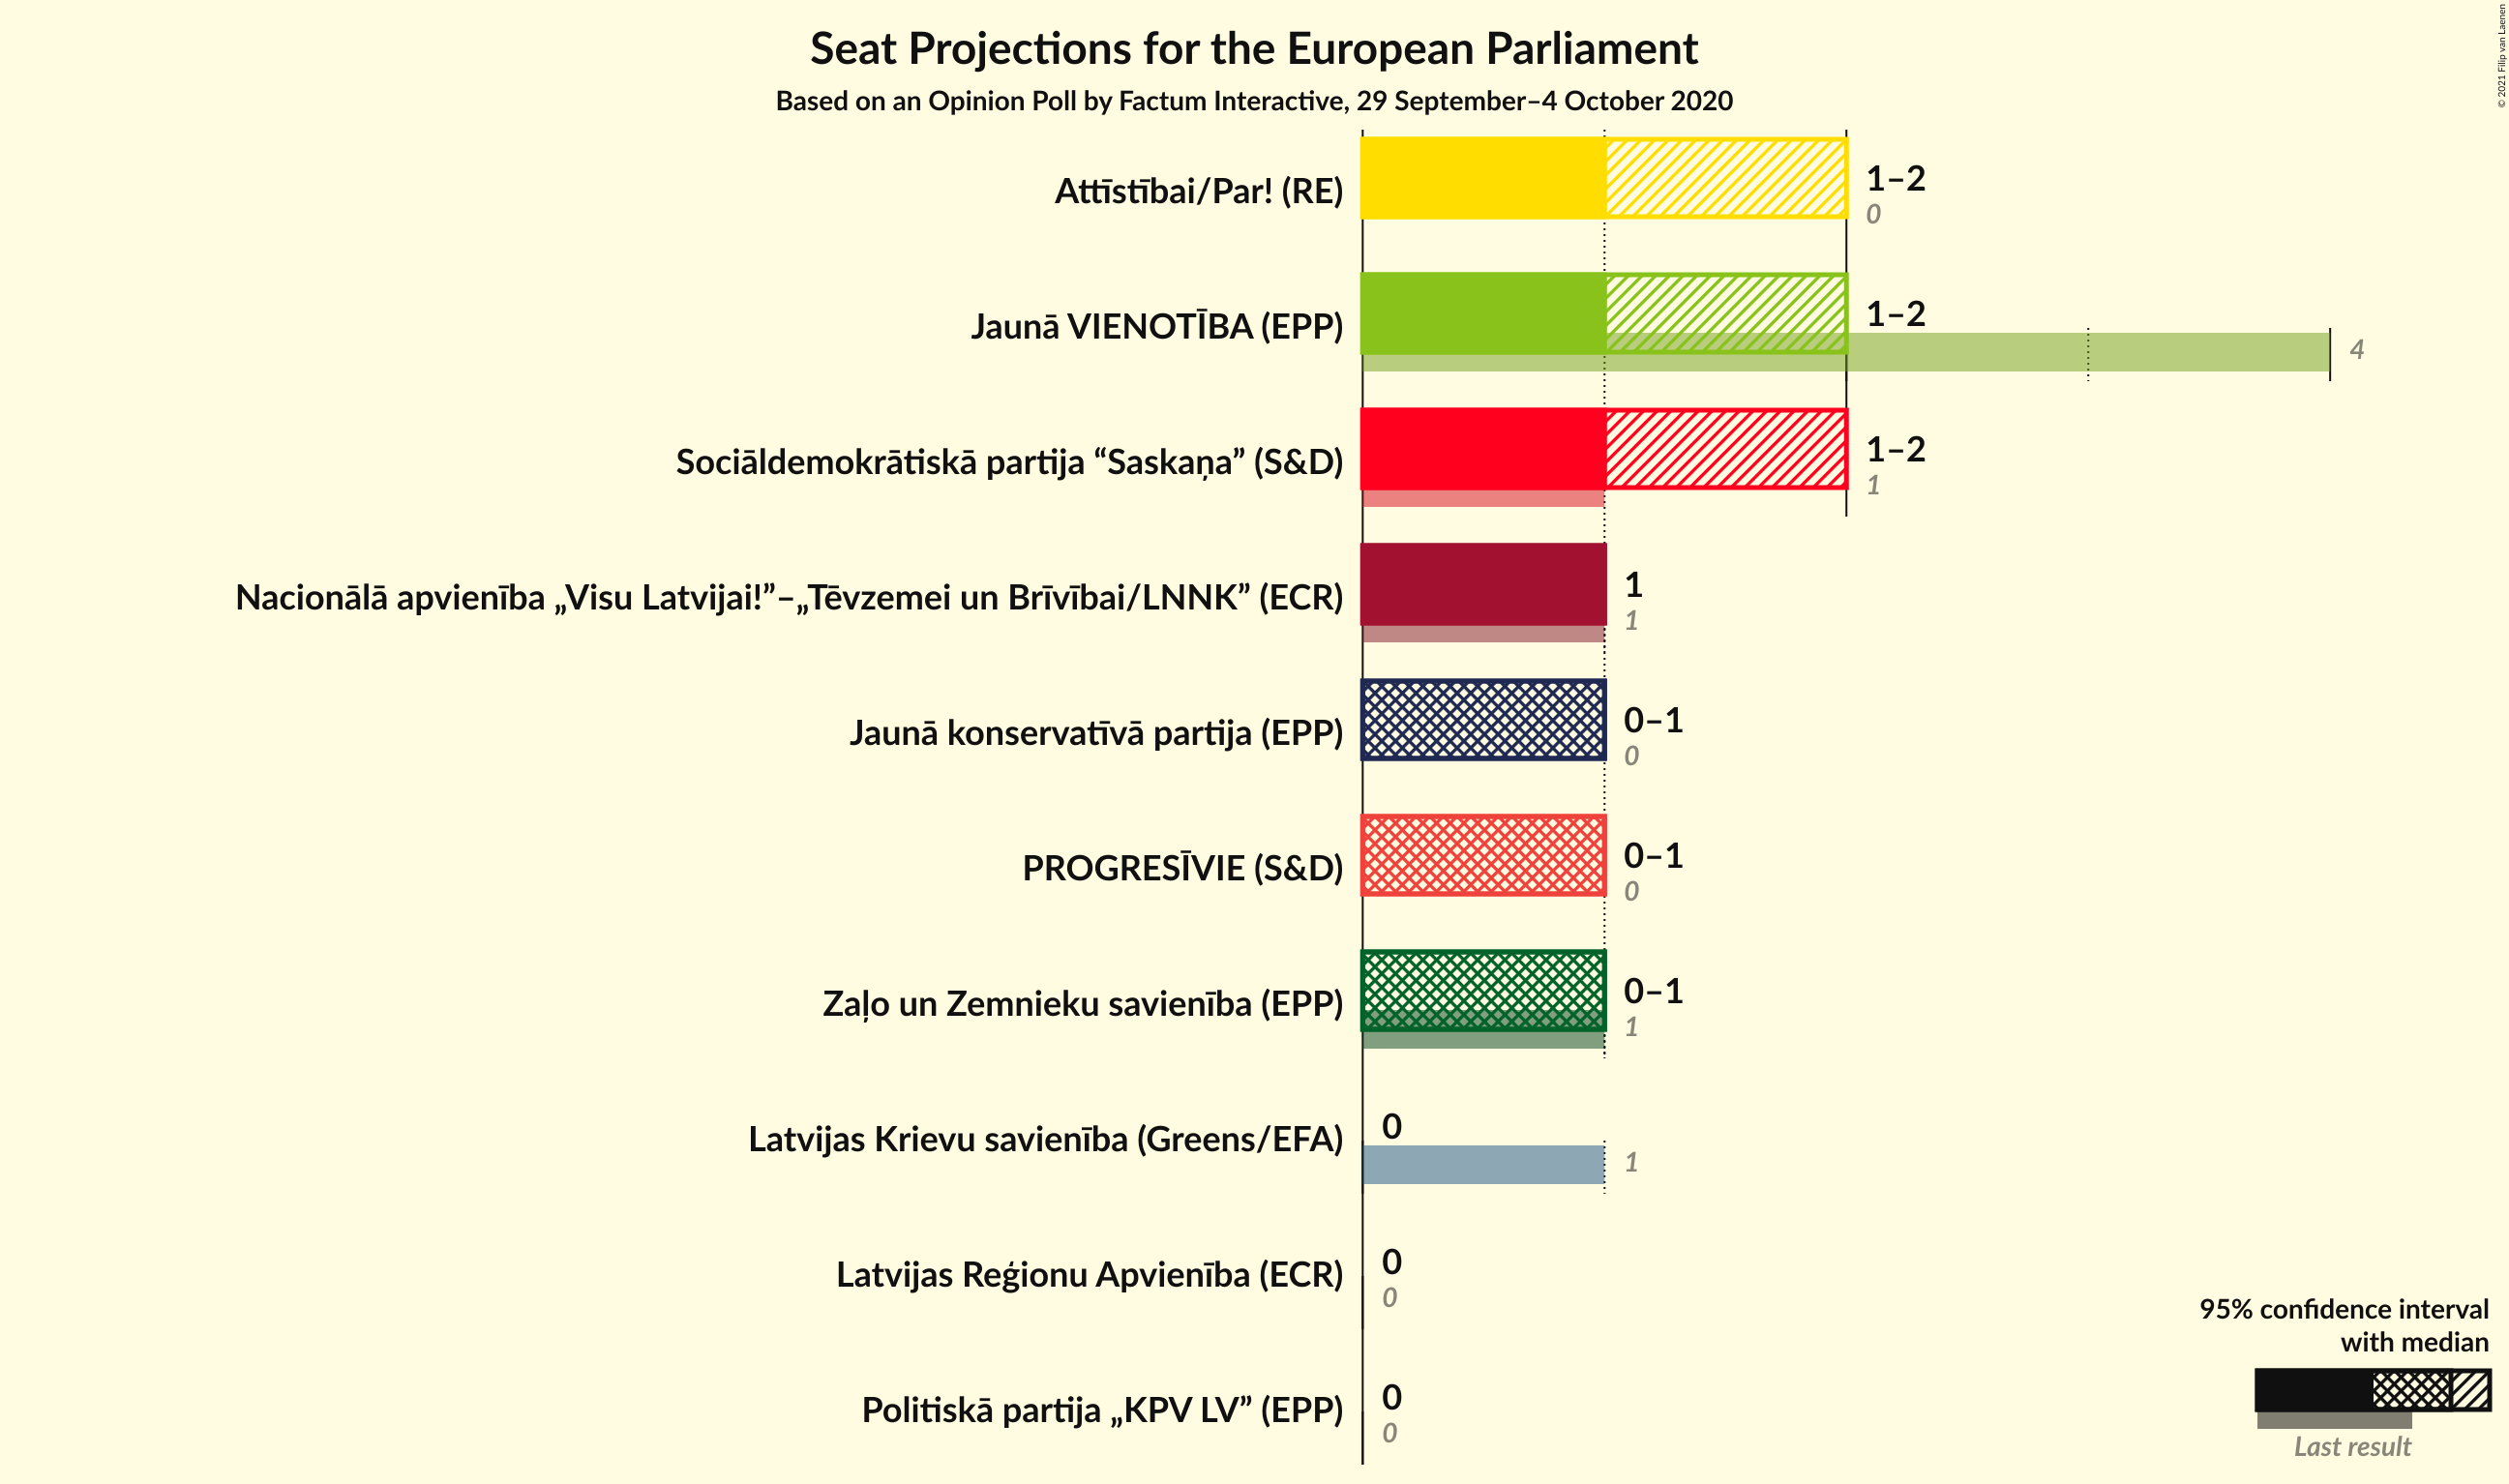 Seat Projections for the European Parliament
Based on an Opinion Poll by Factum Interactive, 29 September–4 October 2020
© 2021 Filip van Laenen
Attīstībai/Par! (RE)
1–2
0
Jaunā VIENOTĪBA (EPP)
1–2
4
Sociāldemokrātiskā partija “Saskaņa” (S&D)
1–2
1
Nacionālā apvienība „Visu Latvijai!”–„Tēvzemei un Brīvībai/LNNK” (ECR)
1
1
Jaunā konservatīvā partija (EPP)
0–1
0
PROGRESĪVIE (S&D)
0–1
0
Zaļo un Zemnieku savienība (EPP)
0–1
1
Latvijas Krievu savienība (Greens/EFA)
0
1
Latvijas Reģionu Apvienība (ECR)
0
0
Politiskā partija „KPV LV” (EPP)
0
0
95% confidence interval
with median
Last result